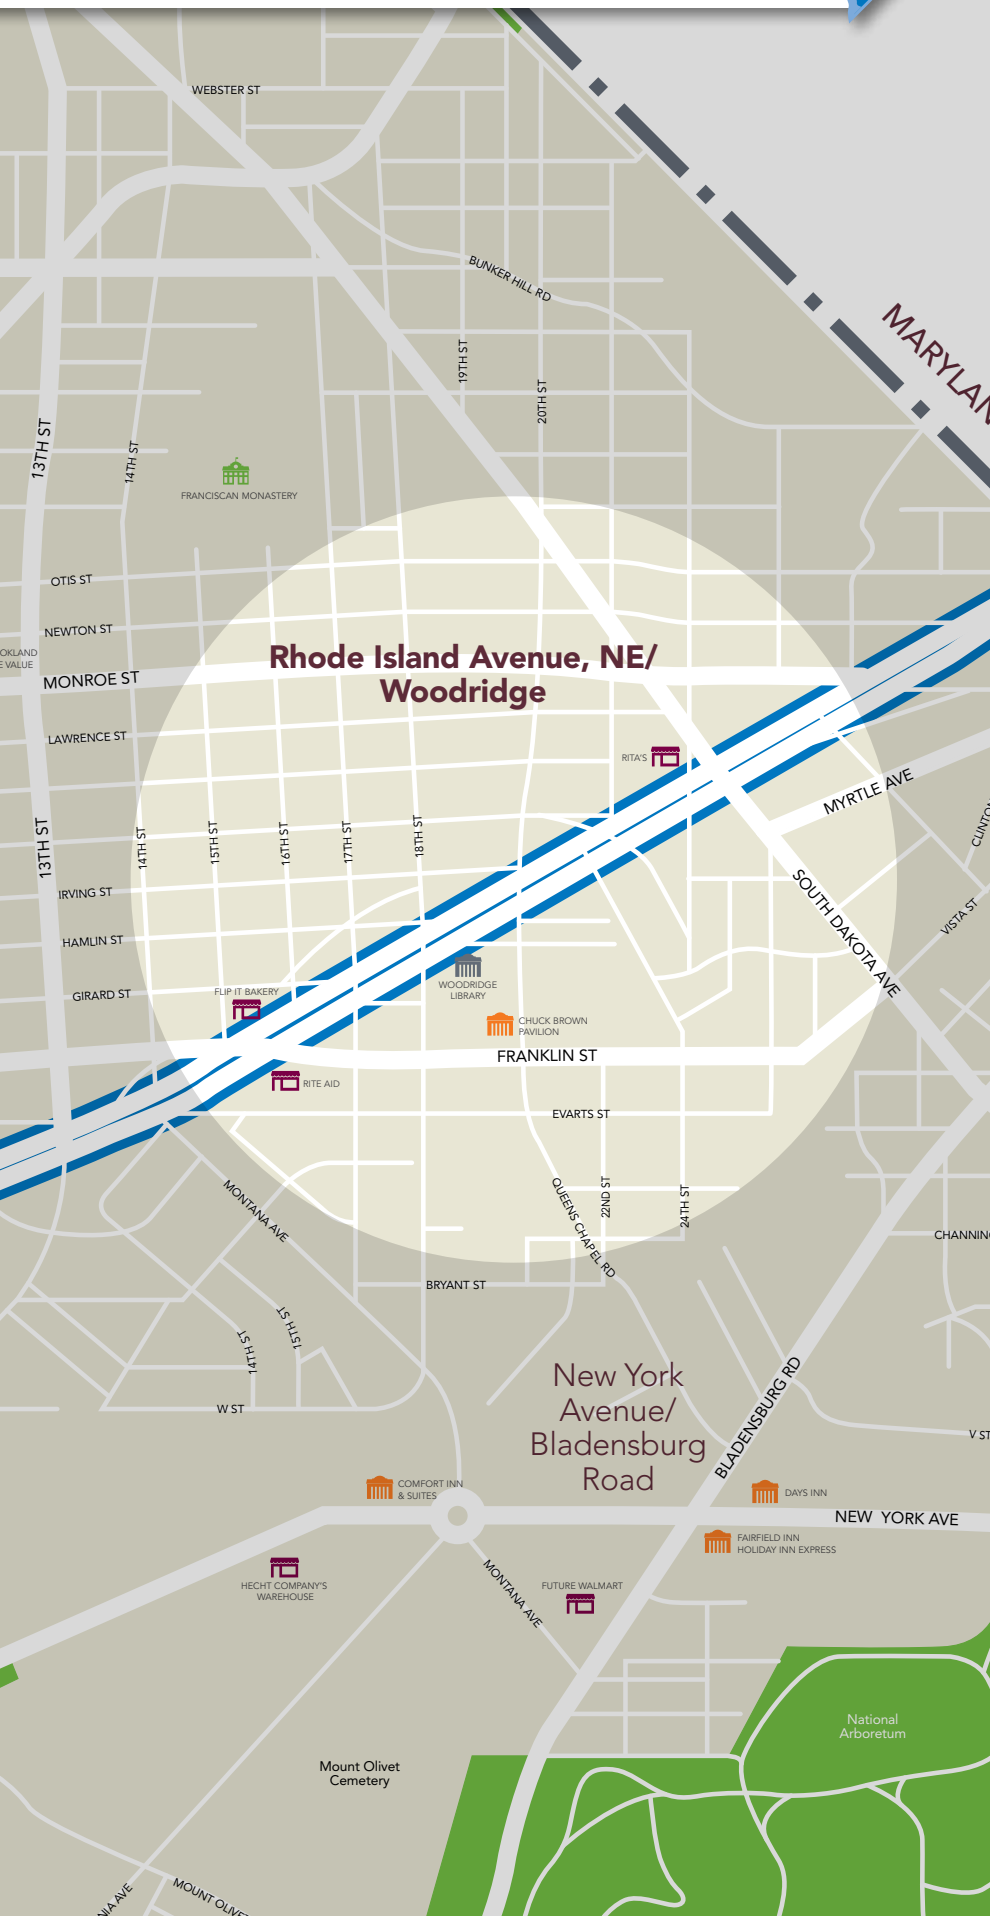 WEBSTER ST
BUNKER HILL RD
MARYLAN
19TH ST
20TH ST
13TH ST
14TH ST
FRANCISCAN MONASTERY
OTIS ST
NEWTON ST
OKLAND
E VALUE
MONROE ST
Rhode Island Avenue, NE/
Woodridge
LAWRENCE ST
RITA'S
MYRTLE AVE
CLINTON
13TH ST
14TH ST
15TH ST
16TH ST
17TH ST
18TH ST
IRVING ST
SOUTH DAKOTA AVE
VISTA ST
HAMLIN ST
GIRARD ST
FLIP IT BAKERY
WOODRIDGE
LIBRARY
CHUCK BROWN
PAVILION
FRANKLIN ST
RITE AID
EVARTS ST
MONTANA AVE
QUEENS CHAPEL RD
22ND ST
24TH ST
CHANNING
BRYANT ST
15TH ST
14TH ST
W ST
New York
Avenue/
Bladensburg
Road
BLADENSBURG RD
V ST
COMFORT INN
& SUITES
DAYS INN
NEW YORK AVE
FAIRFIELD INN
HOLIDAY INN EXPRESS
HECHT COMPANY'S
WAREHOUSE
MONTANA AVE
FUTURE WALMART
National
Arboretum
Mount Olivet
Cemetery
NIA AVE
MOUNT OLIVE